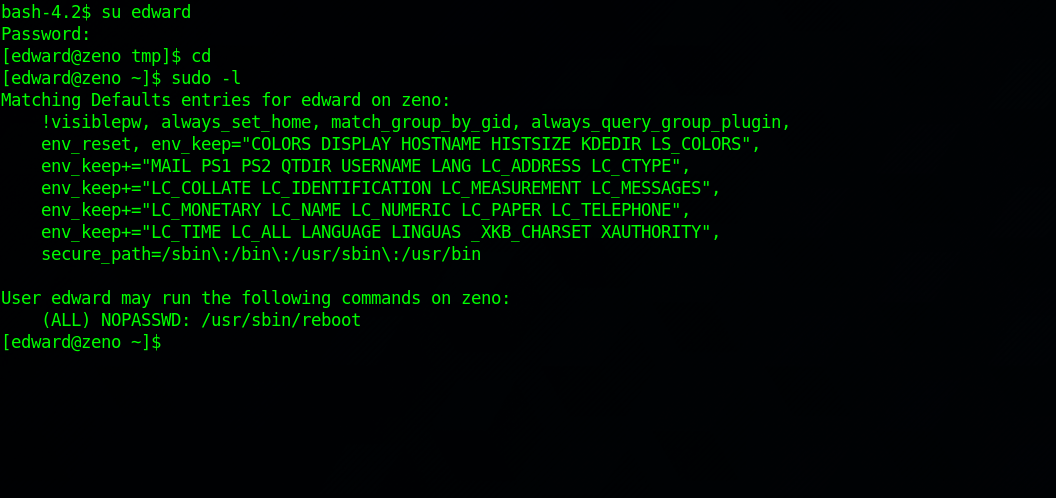 bash-4.2$ su edward
Password:
[edward@zeno tmp]$ cd
[edward@zeno ~]$ sudo -l
Matching Defaults entries for edward on zeno:
    !visiblepw, always_set_home, match_group_by_gid, always_query_group_plugin,
    env_reset, env_keep="COLORS DISPLAY HOSTNAME HISTSIZE KDEDIR LS_COLORS",
    env_keep+="MAIL PS1 PS2 QTDIR USERNAME LANG LC_ADDRESS LC_CTYPE",
    env_keep+="LC_COLLATE LC_IDENTIFICATION LC_MEASUREMENT LC_MESSAGES",
    env_keep+="LC_MONETARY LC_NAME LC_NUMERIC LC_PAPER LC_TELEPHONE",
    env_keep+="LC_TIME LC_ALL LANGUAGE LINGUAS _XKB_CHARSET XAUTHORITY",
    secure_path=/sbin\:/bin\:/usr/sbin\:/usr/bin

User edward may run the following commands on zeno:
    (ALL) NOPASSWD: /usr/sbin/reboot
[edward@zeno ~]$